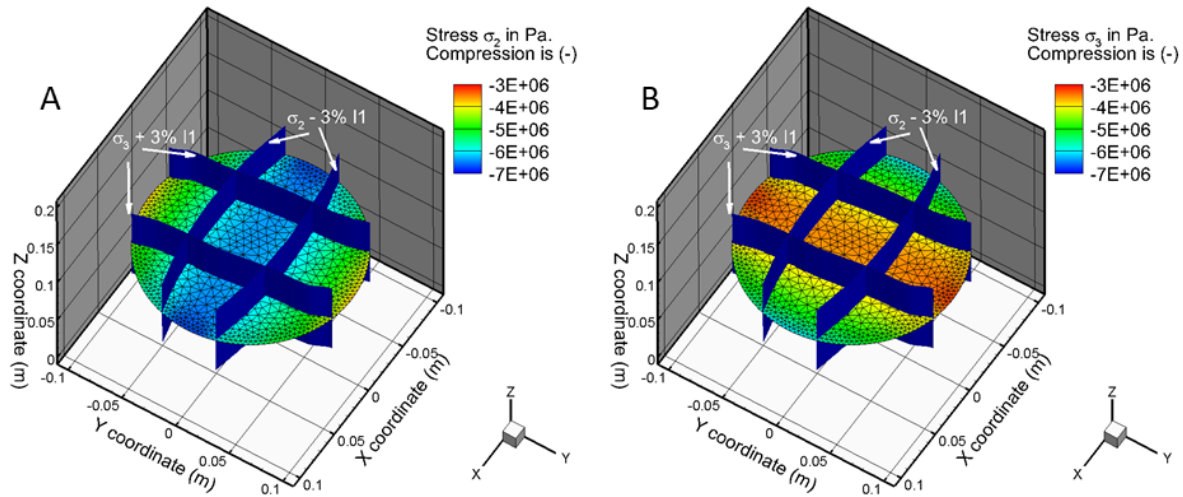 A
Stress σ2 in Pa.
Compression is (-)
-3E+06
-4E+06
-5E+06
-6E+06
-7E+06
σ2 - 3% I1
σ3 + 3% I1
0.2
0.15
0.1
0.05
0
Z coordinate (m)
-0.1
-0.05
0
0.05
0.1
Y coordinate (m)
-0.1
-0.05
0
0.05
0.1
X coordinate (m)
Z
Y
X
B
Stress σ3 in Pa.
Compression is (-)
-3E+06
-4E+06
-5E+06
-6E+06
-7E+06
σ2 - 3% I1
σ3 + 3% I1
0.2
0.15
0.1
0.05
0
Z coordinate (m)
-0.1
-0.05
0
0.05
0.1
Y coordinate (m)
-0.1
-0.05
0
0.05
0.1
X coordinate (m)
Z
Y
X